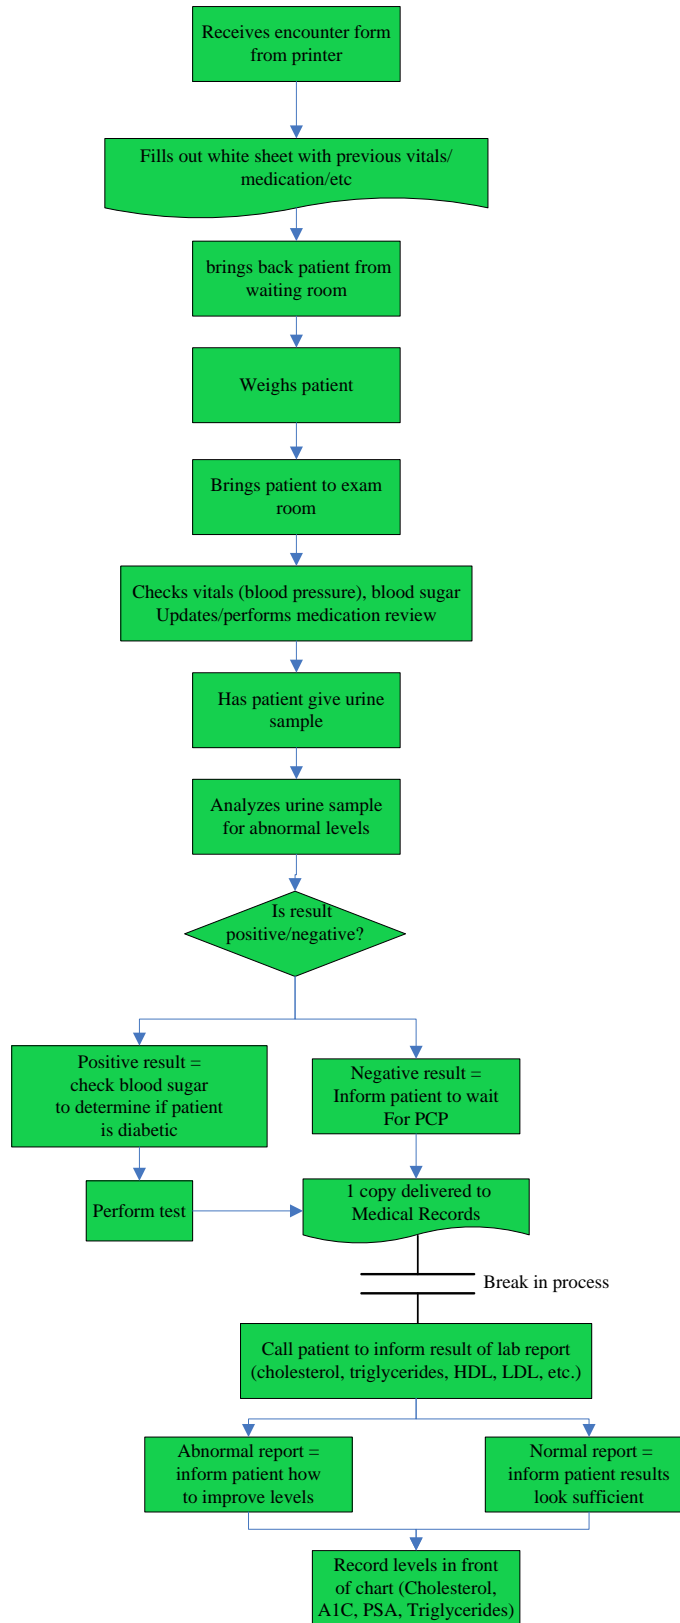 Receives encounter form
from printer
Fills out white sheet with previous vitals/
medication/etc
brings back patient from
waiting room
Weighs patient
Brings patient to exam
room
Checks vitals (blood pressure), blood sugar
Updates/performs medication review
Has patient give urine
sample
Analyzes urine sample
for abnormal levels
Is result
positive/negative?
Positive result =
check blood sugar
to determine if patient
is diabetic
Negative result =
Inform patient to wait
For PCP
Perform test
1 copy delivered to
Medical Records
Break in process
Call patient to inform result of lab report
(cholesterol, triglycerides, HDL, LDL, etc.)
Abnormal report =
inform patient how
to improve levels
Normal report =
inform patient results
look sufficient
Record levels in front
of chart (Cholesterol,
A1C, PSA, Triglycerides)